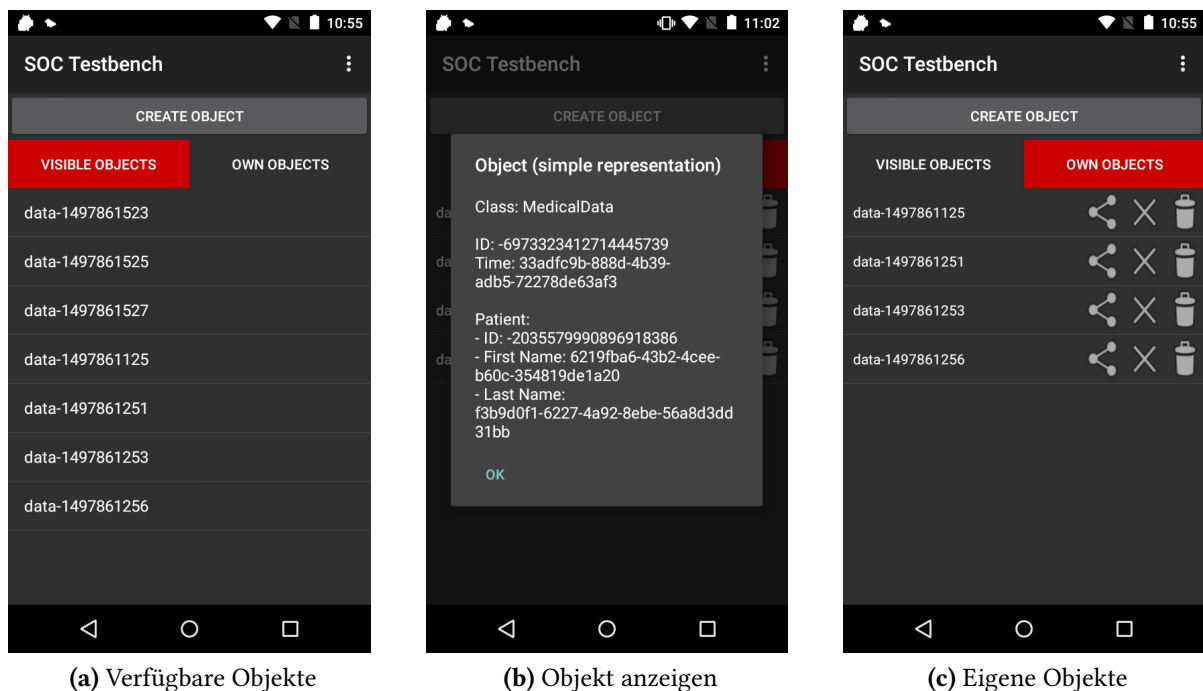 10:55
SOC Testbench
CREATE OBJECT
VISIBLE OBJECTS OWN OBJECTS
data-1497861523
data-1497861525
data-1497861527
data-1497861125
data-1497861251
data-1497861253
data-1497861256
(a) Verfügbare Objekte
11:02
SOC Testbench
CREATE OBJECT
Object (simple representation)
Class: MedicalData
ID: -6973323412714445739
Time: 33adfc9b-888d-4b39-
adb5-72278de63af3
Patient:
- ID: -2035579990896918386
- First Name: 6219fba6-43b2-4cee-
b60c-354819de1a20
- Last Name:
f3b9d0f1-6227-4a92-8ebe-56a8d3dd
31bb
OK
da
da
da
da
(b) Objekt anzeigen
10:55
SOC Testbench
CREATE OBJECT
VISIBLE OBJECTS OWN OBJECTS
data-1497861125
data-1497861251
data-1497861253
data-1497861256
(c) Eigene Objekte